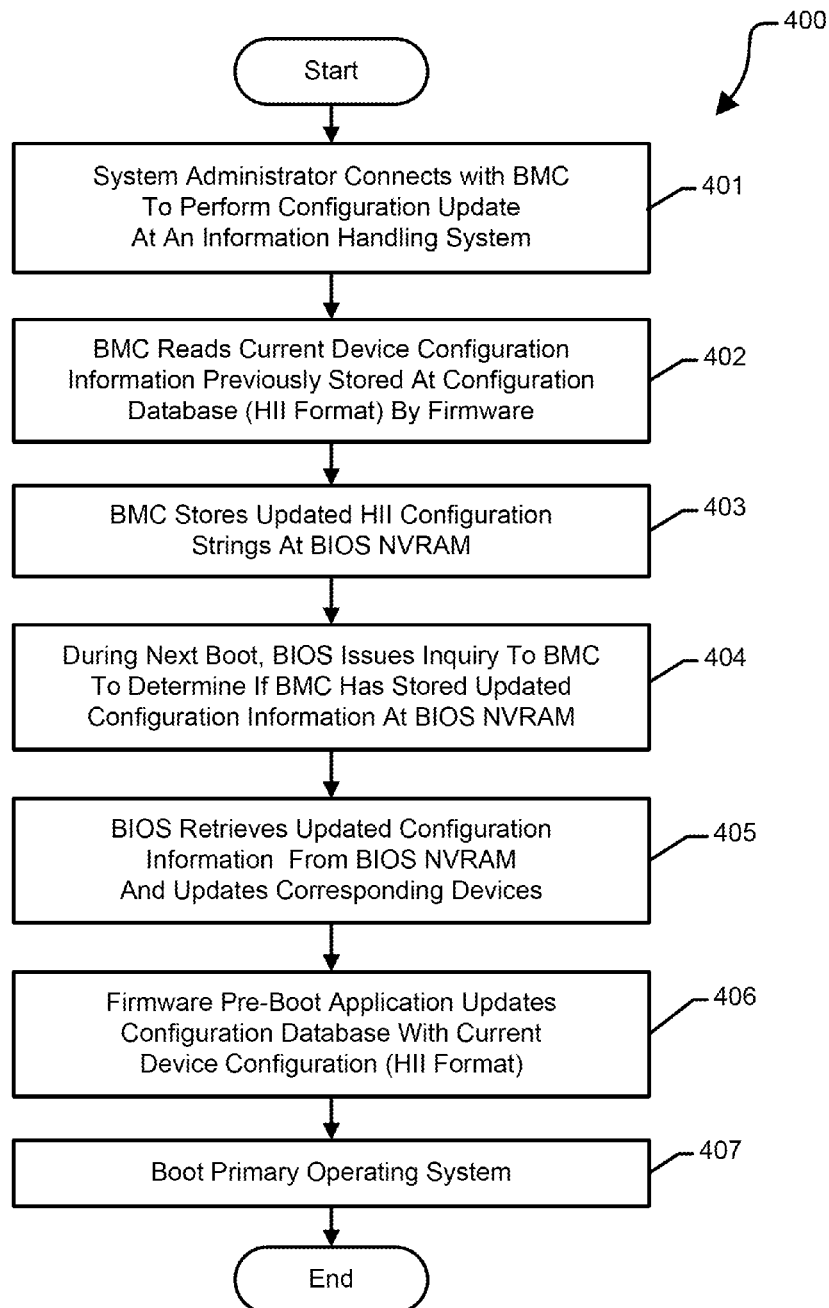 400
Start
System Administrator Connects with BMC
To Perform Configuration Update
At An Information Handling System
401
BMC Reads Current Device Configuration
Information Previously Stored At Configuration
Database (HII Format) By Firmware
402
BMC Stores Updated HII Configuration
Strings At BIOS NVRAM
403
During Next Boot, BIOS Issues Inquiry To BMC
To Determine If BMC Has Stored Updated
Configuration Information At BIOS NVRAM
404
BIOS Retrieves Updated Configuration
Information From BIOS NVRAM
And Updates Corresponding Devices
405
Firmware Pre-Boot Application Updates
Configuration Database With Current
Device Configuration (HII Format)
406
Boot Primary Operating System
407
End